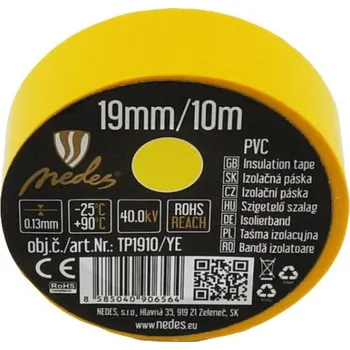 19mm/10m
Nedes
PVC
GB Insulation tape
SK Izolačná páska
CZ Izolační páska
HU Szigetelő szalag
DE Isolierband
PL Taśma izolacyjna
RO Bandă izolatoare
0.13mm
-25°C
+90°C
40.0kV
ROHS
REACH
obj.č./art.Nr.: TP1910/YE
RoHS
8 585040 906564
NEDES, s.r.o., Hlavná 35, 919 21 Zeleneč, SK
www.nedes.eu